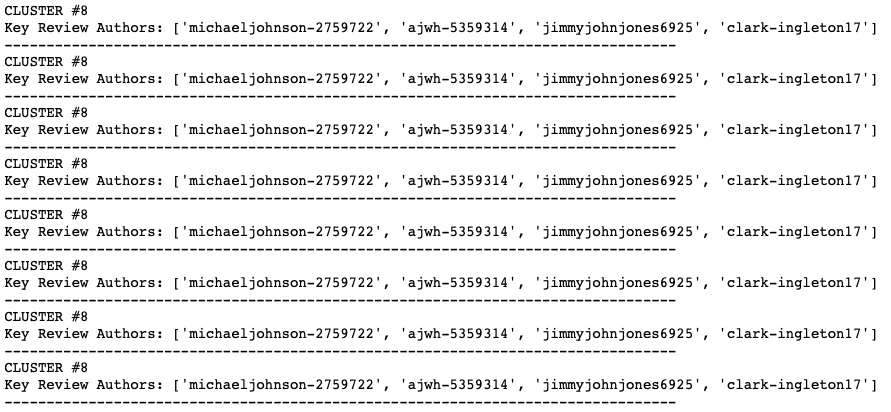 CLUSTER #8
Key Review Authors: ['michaeljohnson-2759722', 'ajwh-5359314', 'jimmyjohnjones6925', 'clark-ingleton17']
--------------------------------------------------------------------------------
CLUSTER #8
Key Review Authors: ['michaeljohnson-2759722', 'ajwh-5359314', 'jimmyjohnjones6925', 'clark-ingleton17']
--------------------------------------------------------------------------------
CLUSTER #8
Key Review Authors: ['michaeljohnson-2759722', 'ajwh-5359314', 'jimmyjohnjones6925', 'clark-ingleton17']
--------------------------------------------------------------------------------
CLUSTER #8
Key Review Authors: ['michaeljohnson-2759722', 'ajwh-5359314', 'jimmyjohnjones6925', 'clark-ingleton17']
--------------------------------------------------------------------------------
CLUSTER #8
Key Review Authors: ['michaeljohnson-2759722', 'ajwh-5359314', 'jimmyjohnjones6925', 'clark-ingleton17']
--------------------------------------------------------------------------------
CLUSTER #8
Key Review Authors: ['michaeljohnson-2759722', 'ajwh-5359314', 'jimmyjohnjones6925', 'clark-ingleton17']
--------------------------------------------------------------------------------
CLUSTER #8
Key Review Authors: ['michaeljohnson-2759722', 'ajwh-5359314', 'jimmyjohnjones6925', 'clark-ingleton17']
--------------------------------------------------------------------------------
CLUSTER #8
Key Review Authors: ['michaeljohnson-2759722', 'ajwh-5359314', 'jimmyjohnjones6925', 'clark-ingleton17']
--------------------------------------------------------------------------------